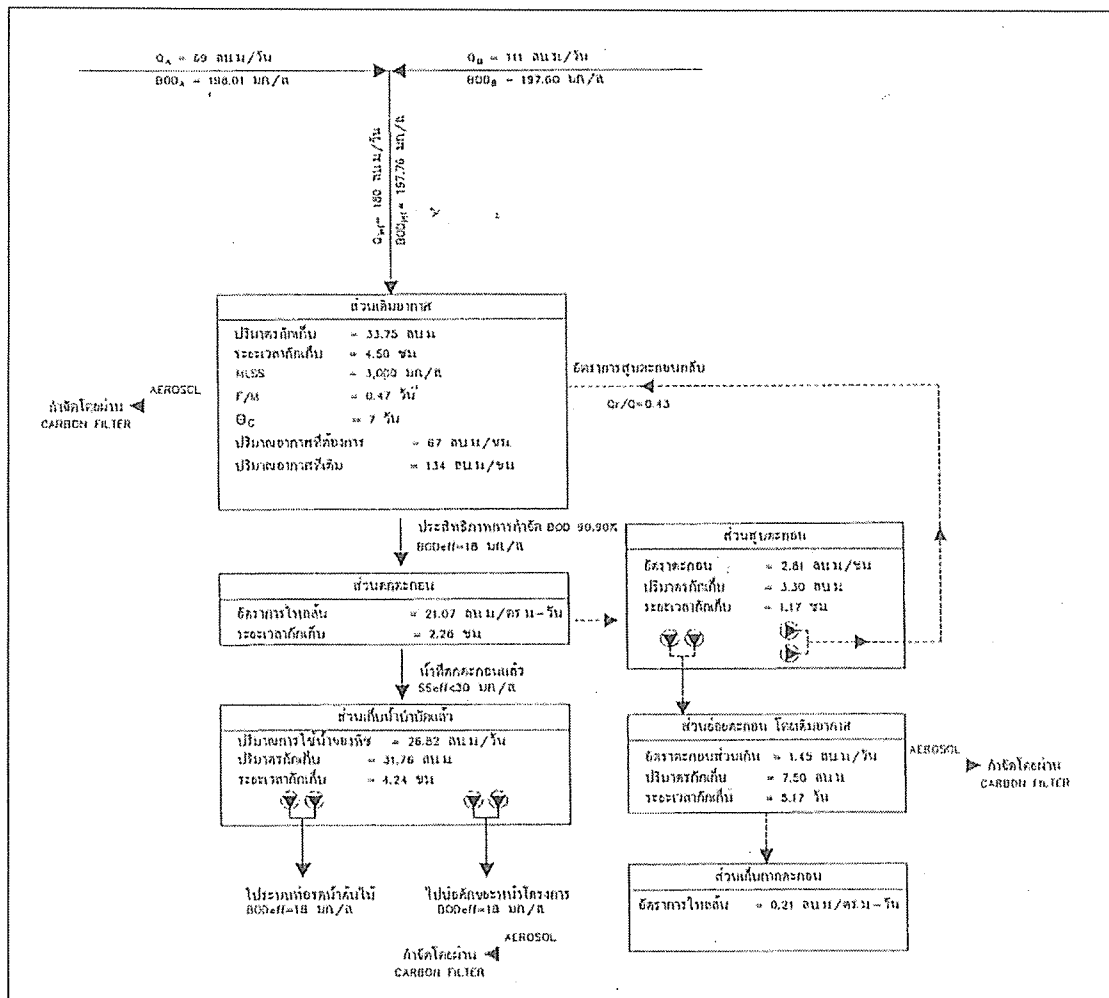 Q_A = 69 ลบ.ม/วัน
BOD_A = 198.01 มก/ล
Q_B = 111 ลบ.ม/วัน
BOD_B = 197.60 มก/ล
Q_inf = 180 ลบ.ม/วัน
BOD_inf = 197.76 มก/ล
ส่วนเติมอากาศ
ปริมาตรกักเก็บ = 33.75 ลบ.ม
ระยะเวลากักเก็บ = 4.50 ชม
MLSS = 3,000 มก/ล
F/M = 0.47 วัน⁻¹
Θc = 7 วัน
ปริมาณอากาศที่ต้องการ = 67 ลบ.ม/ชม
ปริมาณอากาศที่เติม = 134 ลบ.ม/ชม
AEROSOL
กำจัดโดยผ่าน
CARBON FILTER
อัตราการสูบตะกอนกลับ
Qr/Q=0.43
ประสิทธิภาพการกำจัด BOD 90.90%
BODeff=18 มก/ล
ส่วนตกตะกอน
อัตราการไหลล้น = 21.07 ลบ.ม/ตร.ม-วัน
ระยะเวลากักเก็บ = 2.26 ชม
ส่วนสูบตะกอน
อัตราตะกอน = 2.81 ลบ.ม/ชม
ปริมาตรกักเก็บ = 3.30 ลบ.ม
ระยะเวลากักเก็บ = 1.17 ชม
น้ำที่ตกตะกอนแล้ว
SSeff<30 มก/ล
ส่วนเก็บน้ำบำบัดแล้ว
ปริมาณการใช้น้ำของพืช = 26.82 ลบ.ม/วัน
ปริมาตรกักเก็บ = 31.76 ลบ.ม
ระยะเวลากักเก็บ = 4.24 ชม
ส่วนย่อยตะกอน โดยเติมอากาศ
อัตราตะกอนส่วนเกิน = 1.45 ลบ.ม/วัน
ปริมาตรกักเก็บ = 7.50 ลบ.ม
ระยะเวลากักเก็บ = 5.17 วัน
AEROSOL
กำจัดโดยผ่าน
CARBON FILTER
ส่วนเก็บกากตะกอน
อัตราการไหลล้น = 0.21 ลบ.ม/ตร.ม-วัน
ไประบบท่อรดน้ำต้นไม้
BODeff=18 มก/ล
ไปบ่อดักขยะหน้าโครงการ
BODeff=18 มก/ล
AEROSOL
กำจัดโดยผ่าน
CARBON FILTER